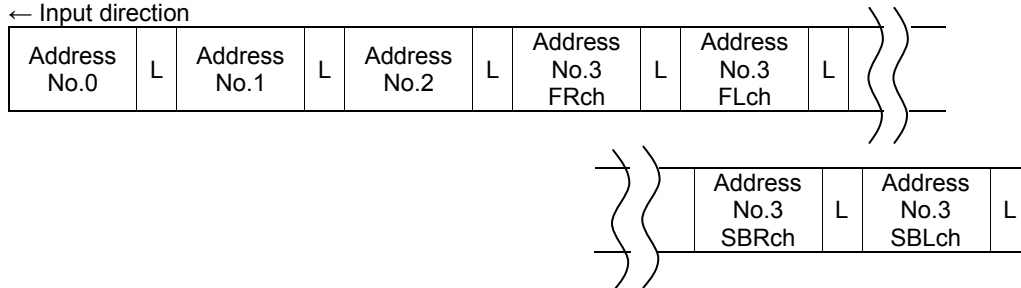 ← Input direction
Address
No.0
L
Address
No.1
L
Address
No.2
L
Address
No.3
FRch
L
Address
No.3
FLch
L
Address
No.3
SBRch
L
Address
No.3
SBLch
L